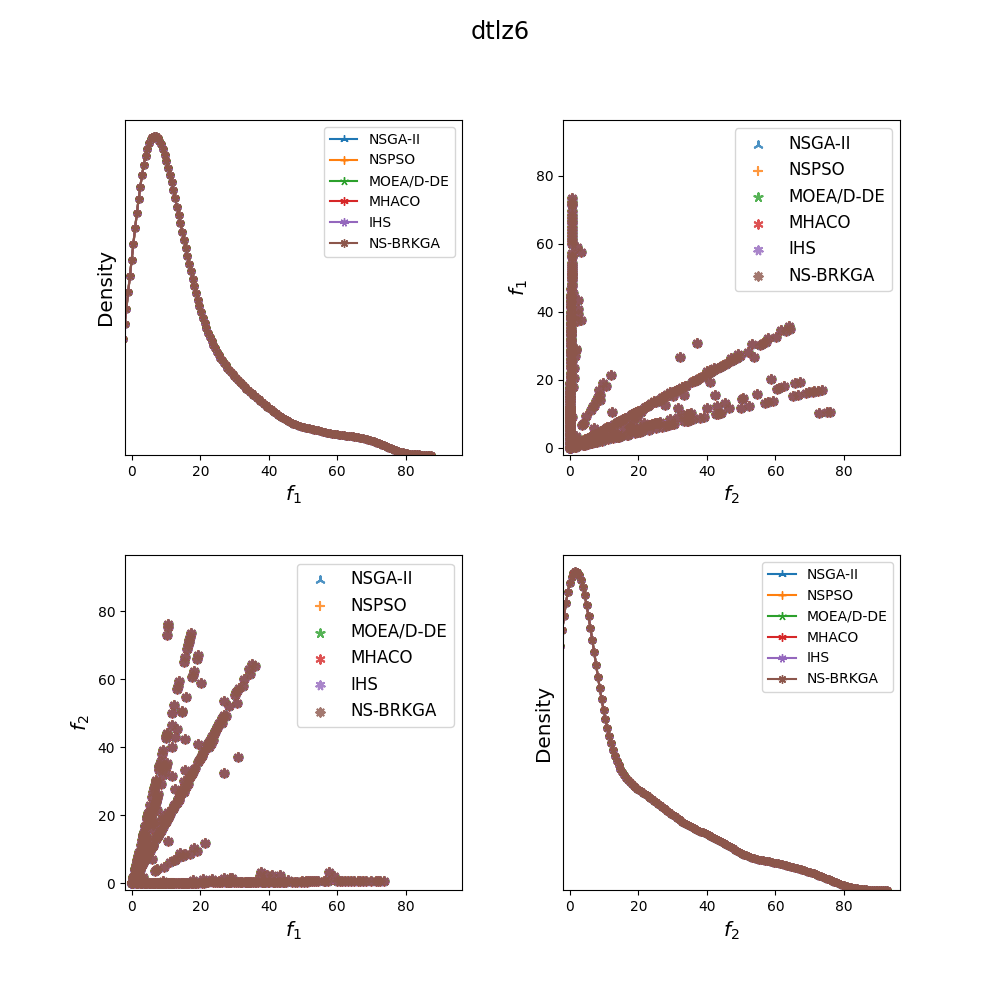 dtlz6
Density
NSGA-II
NSPSO
MOEA/D-DE
MHACO
IHS
NS-BRKGA
0 20 40 60 80
f1
f1
80
60
40
20
0
NSGA-II
NSPSO
MOEA/D-DE
MHACO
IHS
NS-BRKGA
0 20 40 60 80
f2
f2
80
60
40
20
0
NSGA-II
NSPSO
MOEA/D-DE
MHACO
IHS
NS-BRKGA
0 20 40 60 80
f1
Density
NSGA-II
NSPSO
MOEA/D-DE
MHACO
IHS
NS-BRKGA
0 20 40 60 80
f2